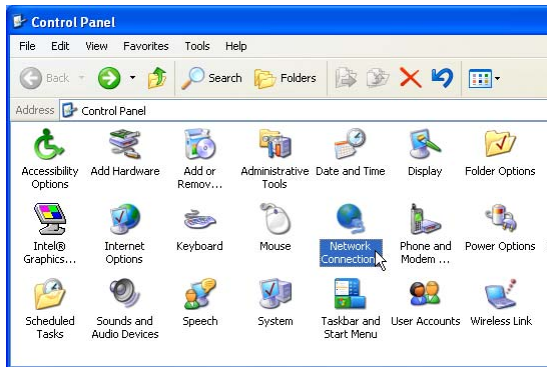 Control Panel
File Edit View Favorites Tools Help
Back Search Folders
Address Control Panel
Accessibility Options Add Hardware Add or Remov... Administrative Tools Date and Time Display Folder Options
Intel® Graphics... Internet Options Keyboard Mouse Network Connection Phone and Modem ... Power Options
Scheduled Tasks Sounds and Audio Devices Speech System Taskbar and Start Menu User Accounts Wireless Link